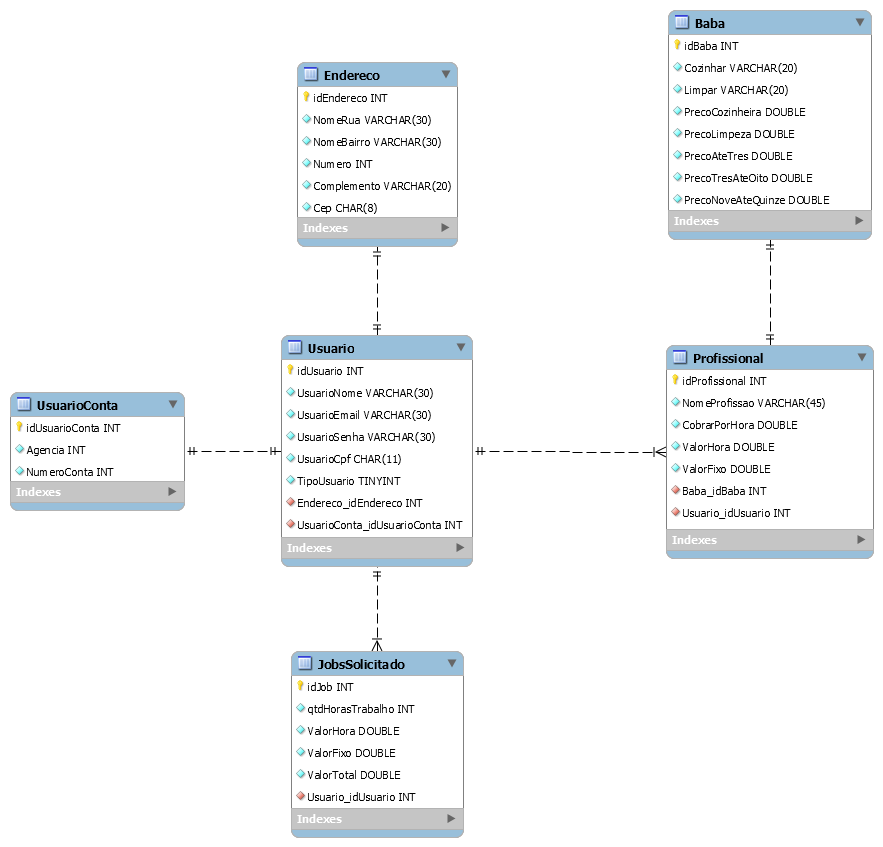 Baba
idBaba INT
Cozinhar VARCHAR(20)
Limpar VARCHAR(20)
PrecoCozinheira DOUBLE
PrecoLimpeza DOUBLE
PrecoAteTres DOUBLE
PrecoTresAteOito DOUBLE
PrecoNoveAteQuinze DOUBLE
Indexes
Endereco
idEndereco INT
NomeRua VARCHAR(30)
NomeBairro VARCHAR(30)
Numero INT
Complemento VARCHAR(20)
Cep CHAR(8)
Indexes
Usuario
idUsuario INT
UsuarioNome VARCHAR(30)
UsuarioEmail VARCHAR(30)
UsuarioSenha VARCHAR(30)
UsuarioCpf CHAR(11)
TipoUsuario TINYINT
Endereco_idEndereco INT
UsuarioConta_idUsuarioConta INT
Indexes
Profissional
idProfissional INT
NomeProfissao VARCHAR(45)
CobrarPorHora DOUBLE
ValorHora DOUBLE
ValorFixo DOUBLE
Baba_idBaba INT
Usuario_idUsuario INT
Indexes
UsuarioConta
idUsuarioConta INT
Agencia INT
NumeroConta INT
Indexes
JobsSolicitado
idJob INT
qtdHorasTrabalho INT
ValorHora DOUBLE
ValorFixo DOUBLE
ValorTotal DOUBLE
Usuario_idUsuario INT
Indexes